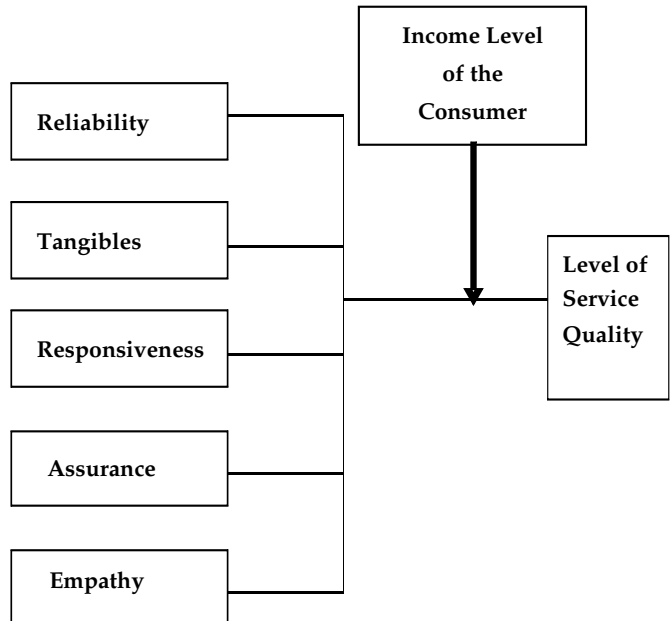 Income Level
of the
Consumer
Reliability
Tangibles
Responsiveness
Assurance
Empathy
Level of
Service
Quality